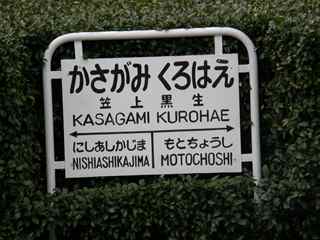 かさがみ くろはえ
笠上黒生
KASAGAMI KUROHAE
にしあしかじま もとちょうし
NISHIASHIKAJIMA MOTOCHOSHI